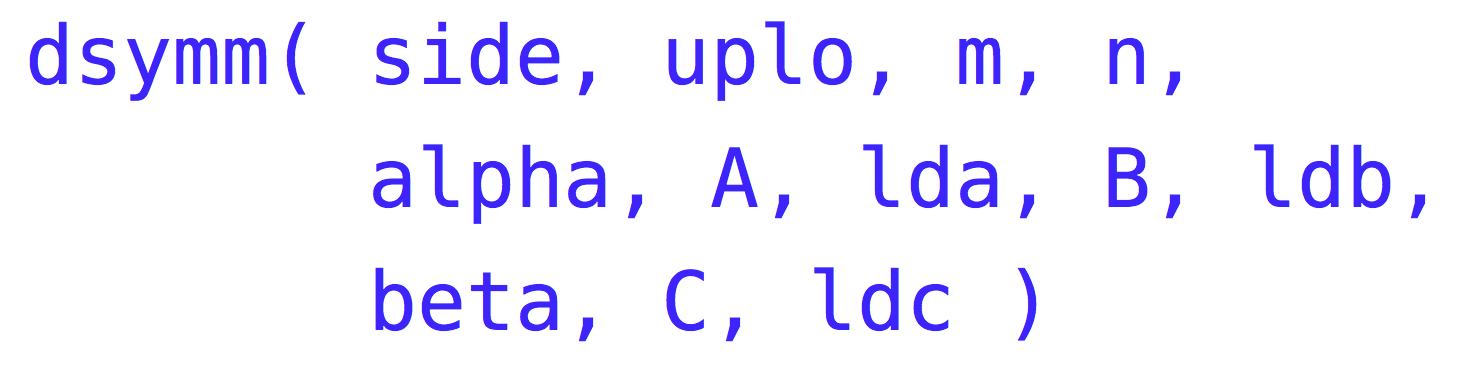 dsymm( side, uplo, m, n,
alpha, A, lda, B, ldb,
beta, C, ldc )